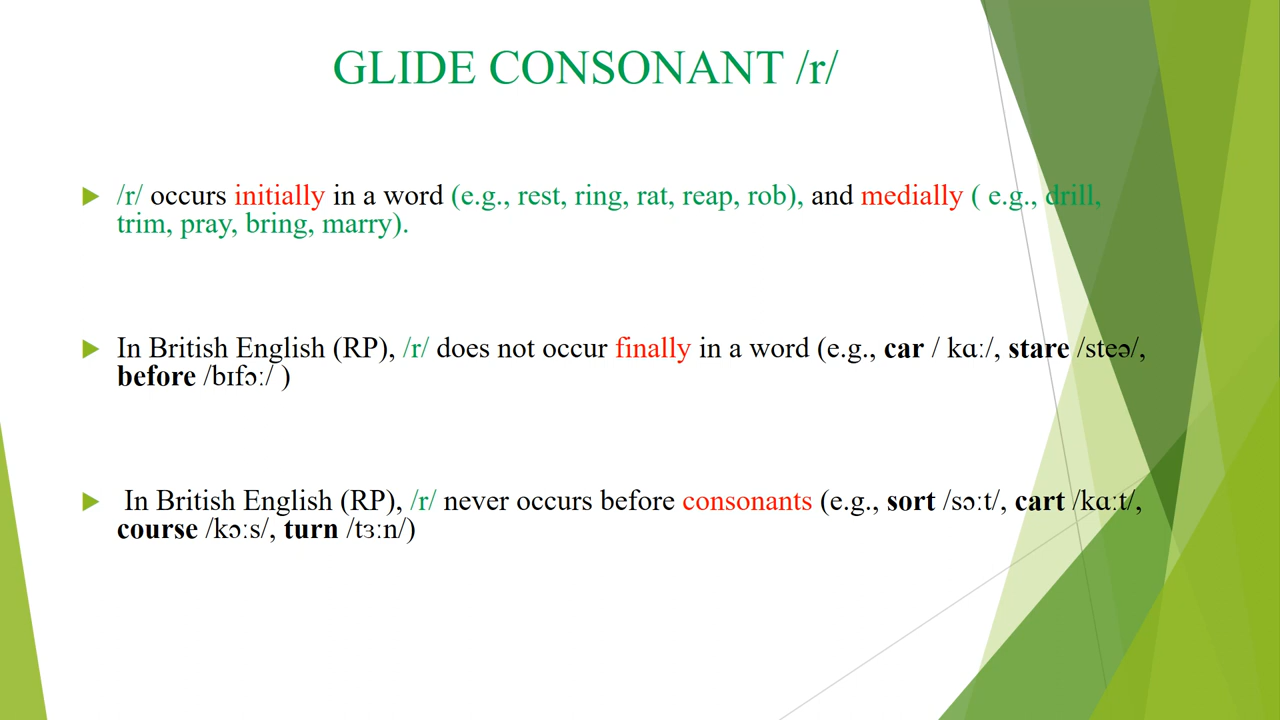 GLIDE CONSONANT /r/
/r/ occurs initially in a word (e.g., rest, ring, rat, reap, rob), and medially ( e.g., drill,
trim, pray, bring, marry).
In British English (RP), /r/ does not occur finally in a word (e.g., car / kɑː/, stare /steə/,
before /bɪfɔː/ )
In British English (RP), /r/ never occurs before consonants (e.g., sort /sɔːt/, cart /kɑːt/,
course /kɔːs/, turn /tɜːn/)